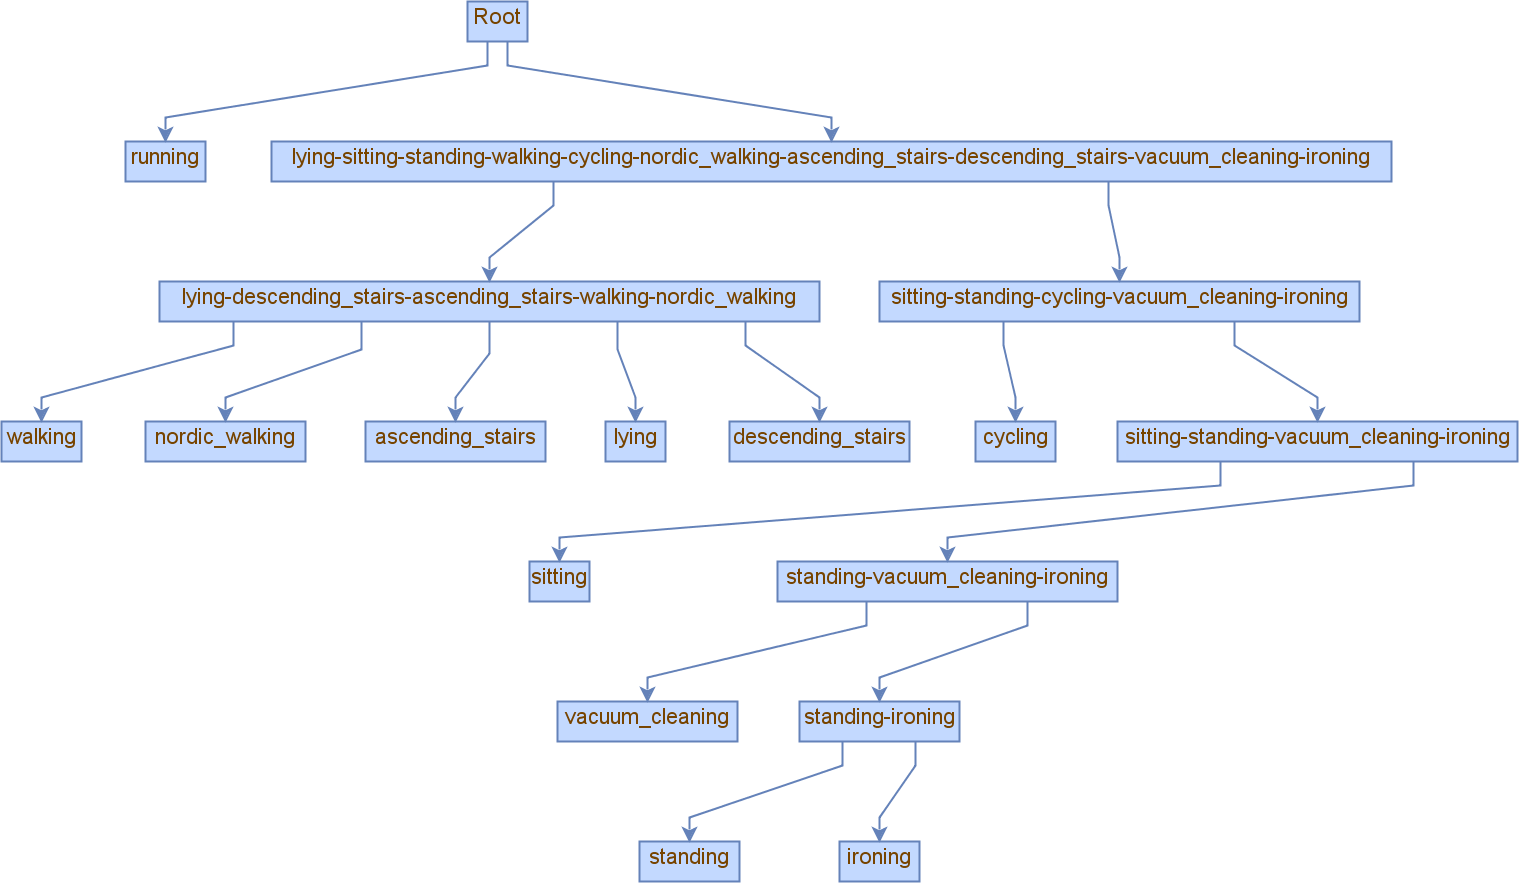 Root
running
lying-sitting-standing-walking-cycling-nordic_walking-ascending_stairs-descending_stairs-vacuum_cleaning-ironing
lying-descending_stairs-ascending_stairs-walking-nordic_walking
sitting-standing-cycling-vacuum_cleaning-ironing
walking
nordic_walking
ascending_stairs
lying
descending_stairs
cycling
sitting-standing-vacuum_cleaning-ironing
sitting
standing-vacuum_cleaning-ironing
vacuum_cleaning
standing-ironing
standing
ironing